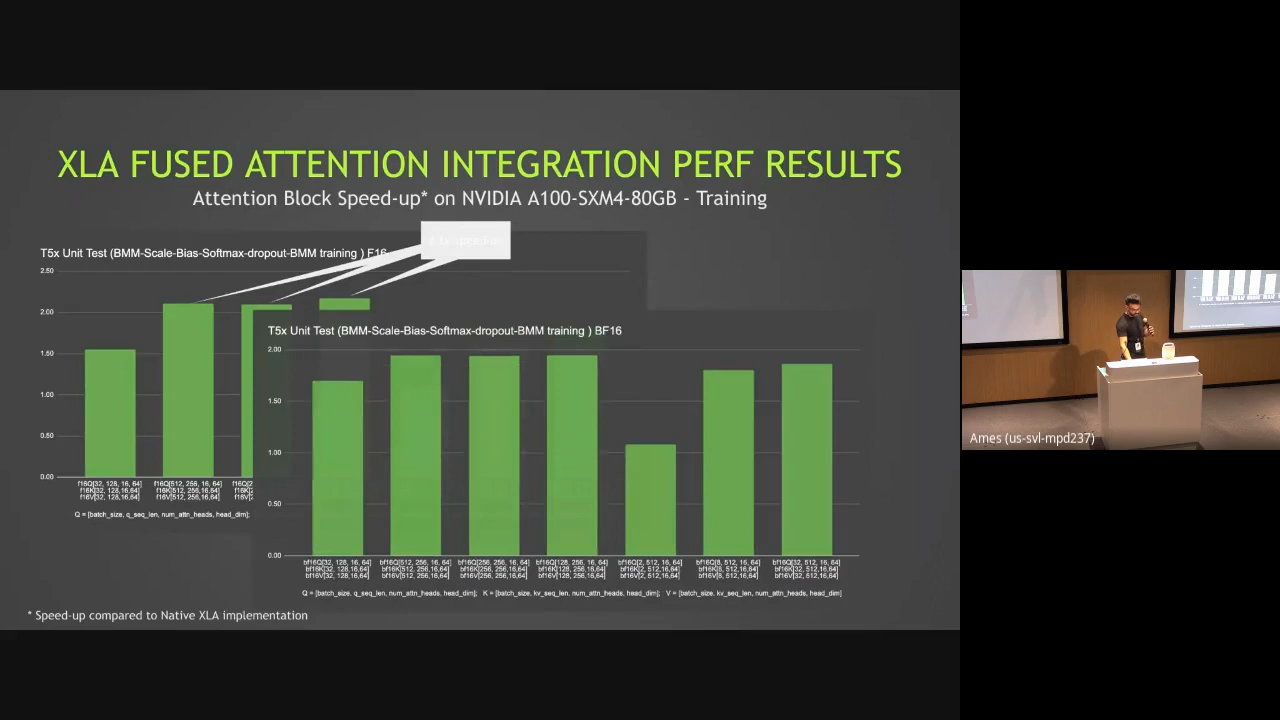 XLA FUSED ATTENTION INTEGRATION PERF RESULTS
Attention Block Speed-up* on NVIDIA A100-SXM4-80GB - Training
T5x Unit Test (BMM-Scale-Bias-Softmax-dropout-BMM training ) F16
2.50
2.00
1.50
1.00
0.50
0.00
f16Q[32, 128, 16, 64]
f16K[32, 128,16,64]
f16V[32, 128,16,64]
f16Q[512, 256, 16, 64]
f16K[512, 256,16,64]
f16V[512, 256,16,64]
f16Q[2
f16K[2
f16V[2
Q = [batch_size, q_seq_len, num_attn_heads, head_dim];
T5x Unit Test (BMM-Scale-Bias-Softmax-dropout-BMM training ) BF16
2.00
1.50
1.00
0.50
0.00
bf16Q[32, 128, 16, 64]
bf16K[32, 128,16,64]
bf16V[32, 128,16,64]
bf16Q[512, 256, 16, 64]
bf16K[512, 256,16,64]
bf16V[512, 256,16,64]
bf16Q[256, 256, 16, 64]
bf16K[256, 256,16,64]
bf16V[256, 256,16,64]
bf16Q[128, 256, 16, 64]
bf16K[128, 256,16,64]
bf16V[128, 256,16,64]
bf16Q[2, 512, 16, 64]
bf16K[2, 512,16,64]
bf16V[2, 512,16,64]
bf16Q[8, 512, 16, 64]
bf16K[8, 512,16,64]
bf16V[8, 512,16,64]
bf16Q[32, 512, 16, 64]
bf16K[32, 512,16,64]
bf16V[32, 512,16,64]
Q = [batch_size, q_seq_len, num_attn_heads, head_dim]; K = [batch_size, kv_seq_len, num_attn_heads, head_dim]; V = [batch_size, kv_seq_len, num_attn_heads, head_dim]
* Speed-up compared to Native XLA implementation
Ames (us-svl-mpd237)